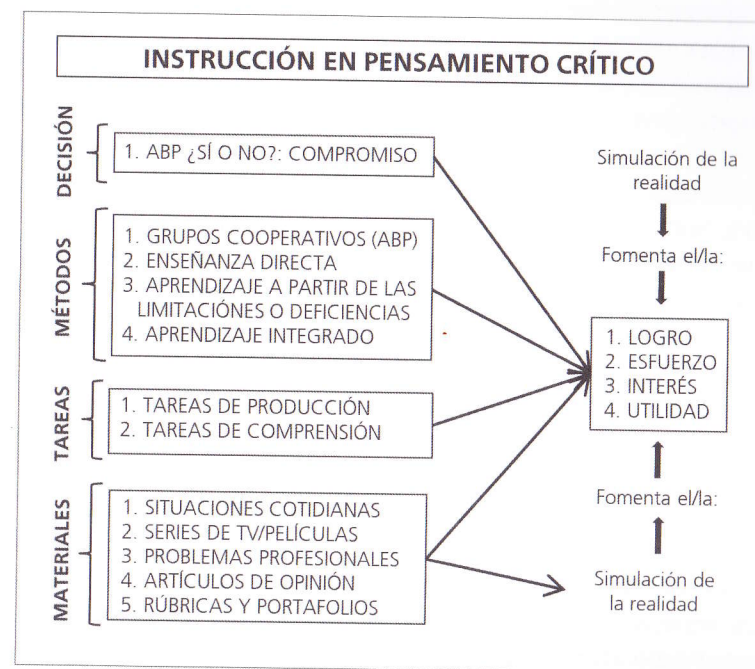 INSTRUCCIÓN EN PENSAMIENTO CRÍTICO
DECISIÓN
1. ABP ¿SÍ O NO?: COMPROMISO
MÉTODOS
1. GRUPOS COOPERATIVOS (ABP)
2. ENSEÑANZA DIRECTA
3. APRENDIZAJE A PARTIR DE LAS
LIMITACIÓNES O DEFICIENCIAS
4. APRENDIZAJE INTEGRADO
TAREAS
1. TAREAS DE PRODUCCIÓN
2. TAREAS DE COMPRENSIÓN
MATERIALES
1. SITUACIONES COTIDIANAS
2. SERIES DE TV/PELÍCULAS
3. PROBLEMAS PROFESIONALES
4. ARTÍCULOS DE OPINIÓN
5. RÚBRICAS Y PORTAFOLIOS
Simulación de la
realidad
Fomenta el/la:
1. LOGRO
2. ESFUERZO
3. INTERÉS
4. UTILIDAD
Fomenta el/la:
Simulación de
la realidad